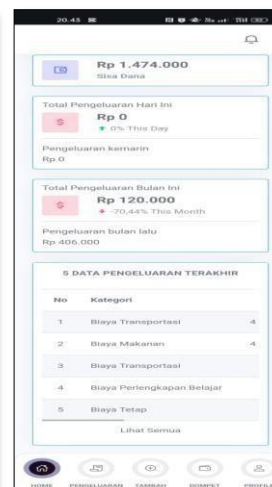 20.45
Rp 1.474.000
Sisa Dana
Total Pengeluaran Hari Ini
Rp 0
0% This Day
Pengeluaran kemarin
Rp.0
Total Pengeluaran Bulan Ini
Rp 120.000
-70,44% This Month
Pengeluaran bulan lalu
Rp 406.000
5 DATA PENGELUARAN TERAKHIR
No Kategori
1 Biaya Transportasi 4
2 Biaya Makanan 4
3 Biaya Transportasi
4 Biaya Perlengkapan Belajar
5 Biaya Tetap
Lihat Semua
HOME PENGELUARAN TAMBAH DOMPET PROFILE